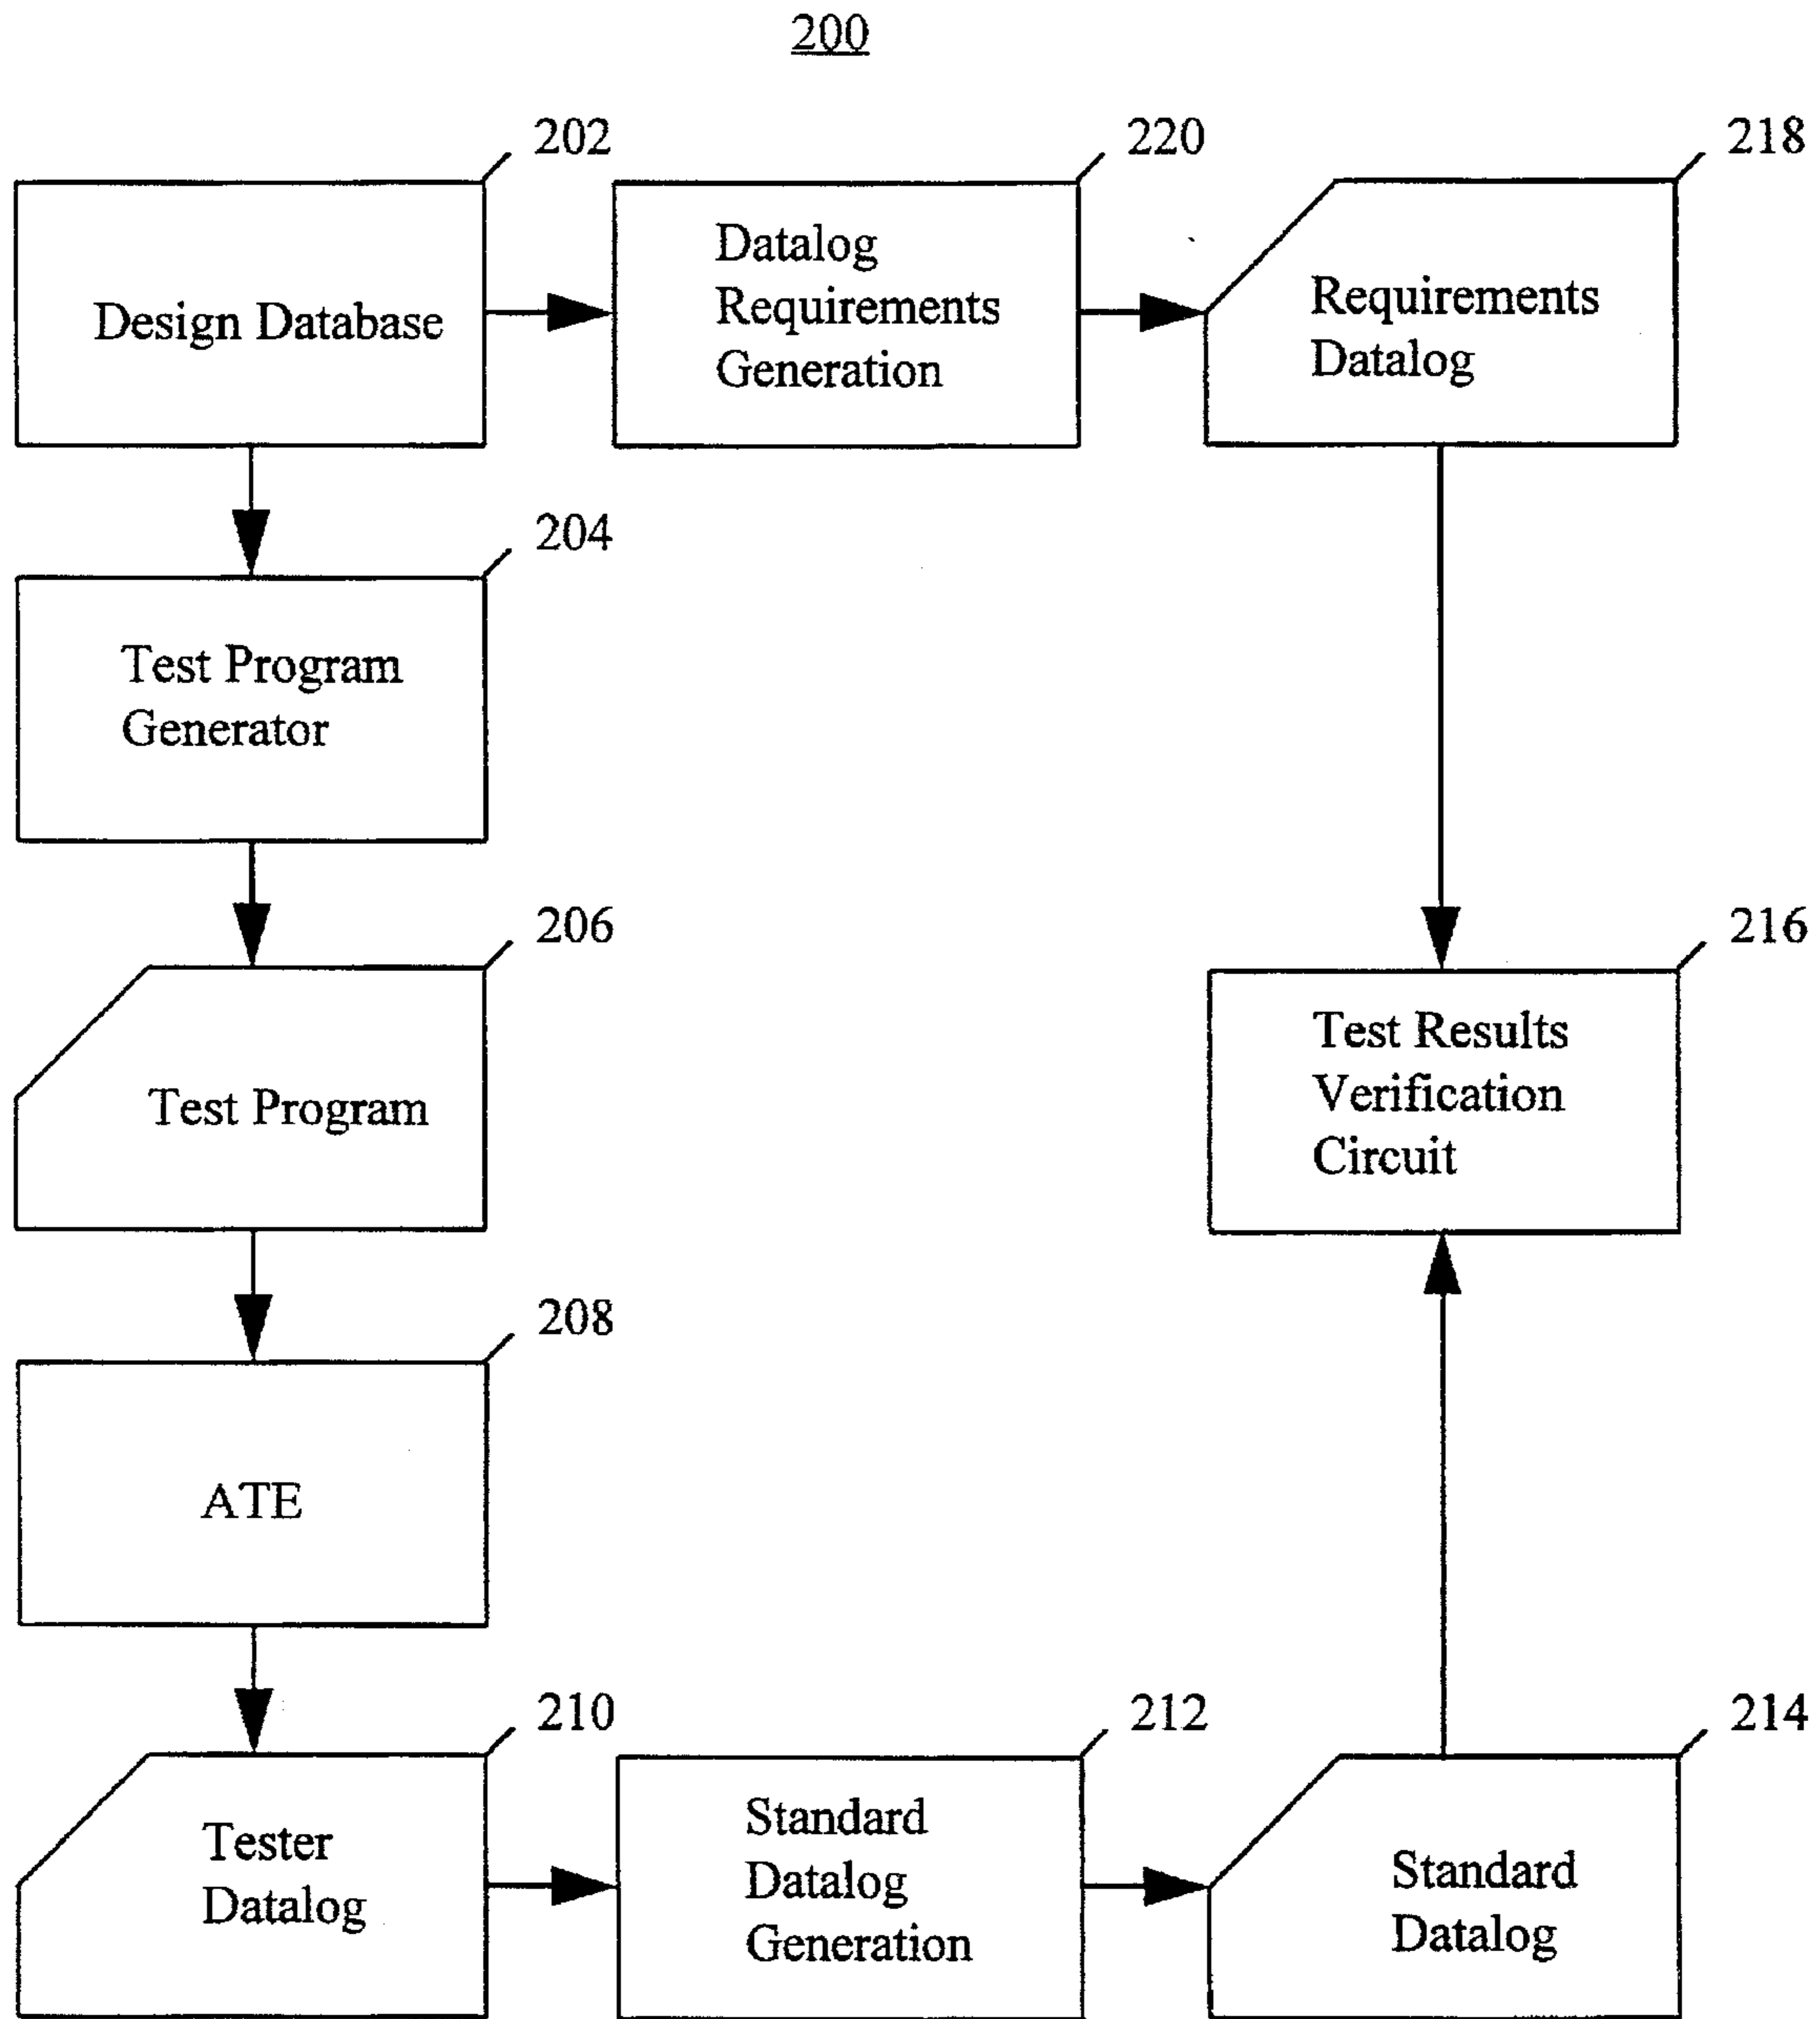 200
202
220
218
Design Database
Datalog
Requirements
Generation
Requirements
Datalog
204
Test Program
Generator
206
216
Test Program
Test Results
Verification
Circuit
208
ATE
210
212
214
Tester
Datalog
Standard
Datalog
Generation
Standard
Datalog